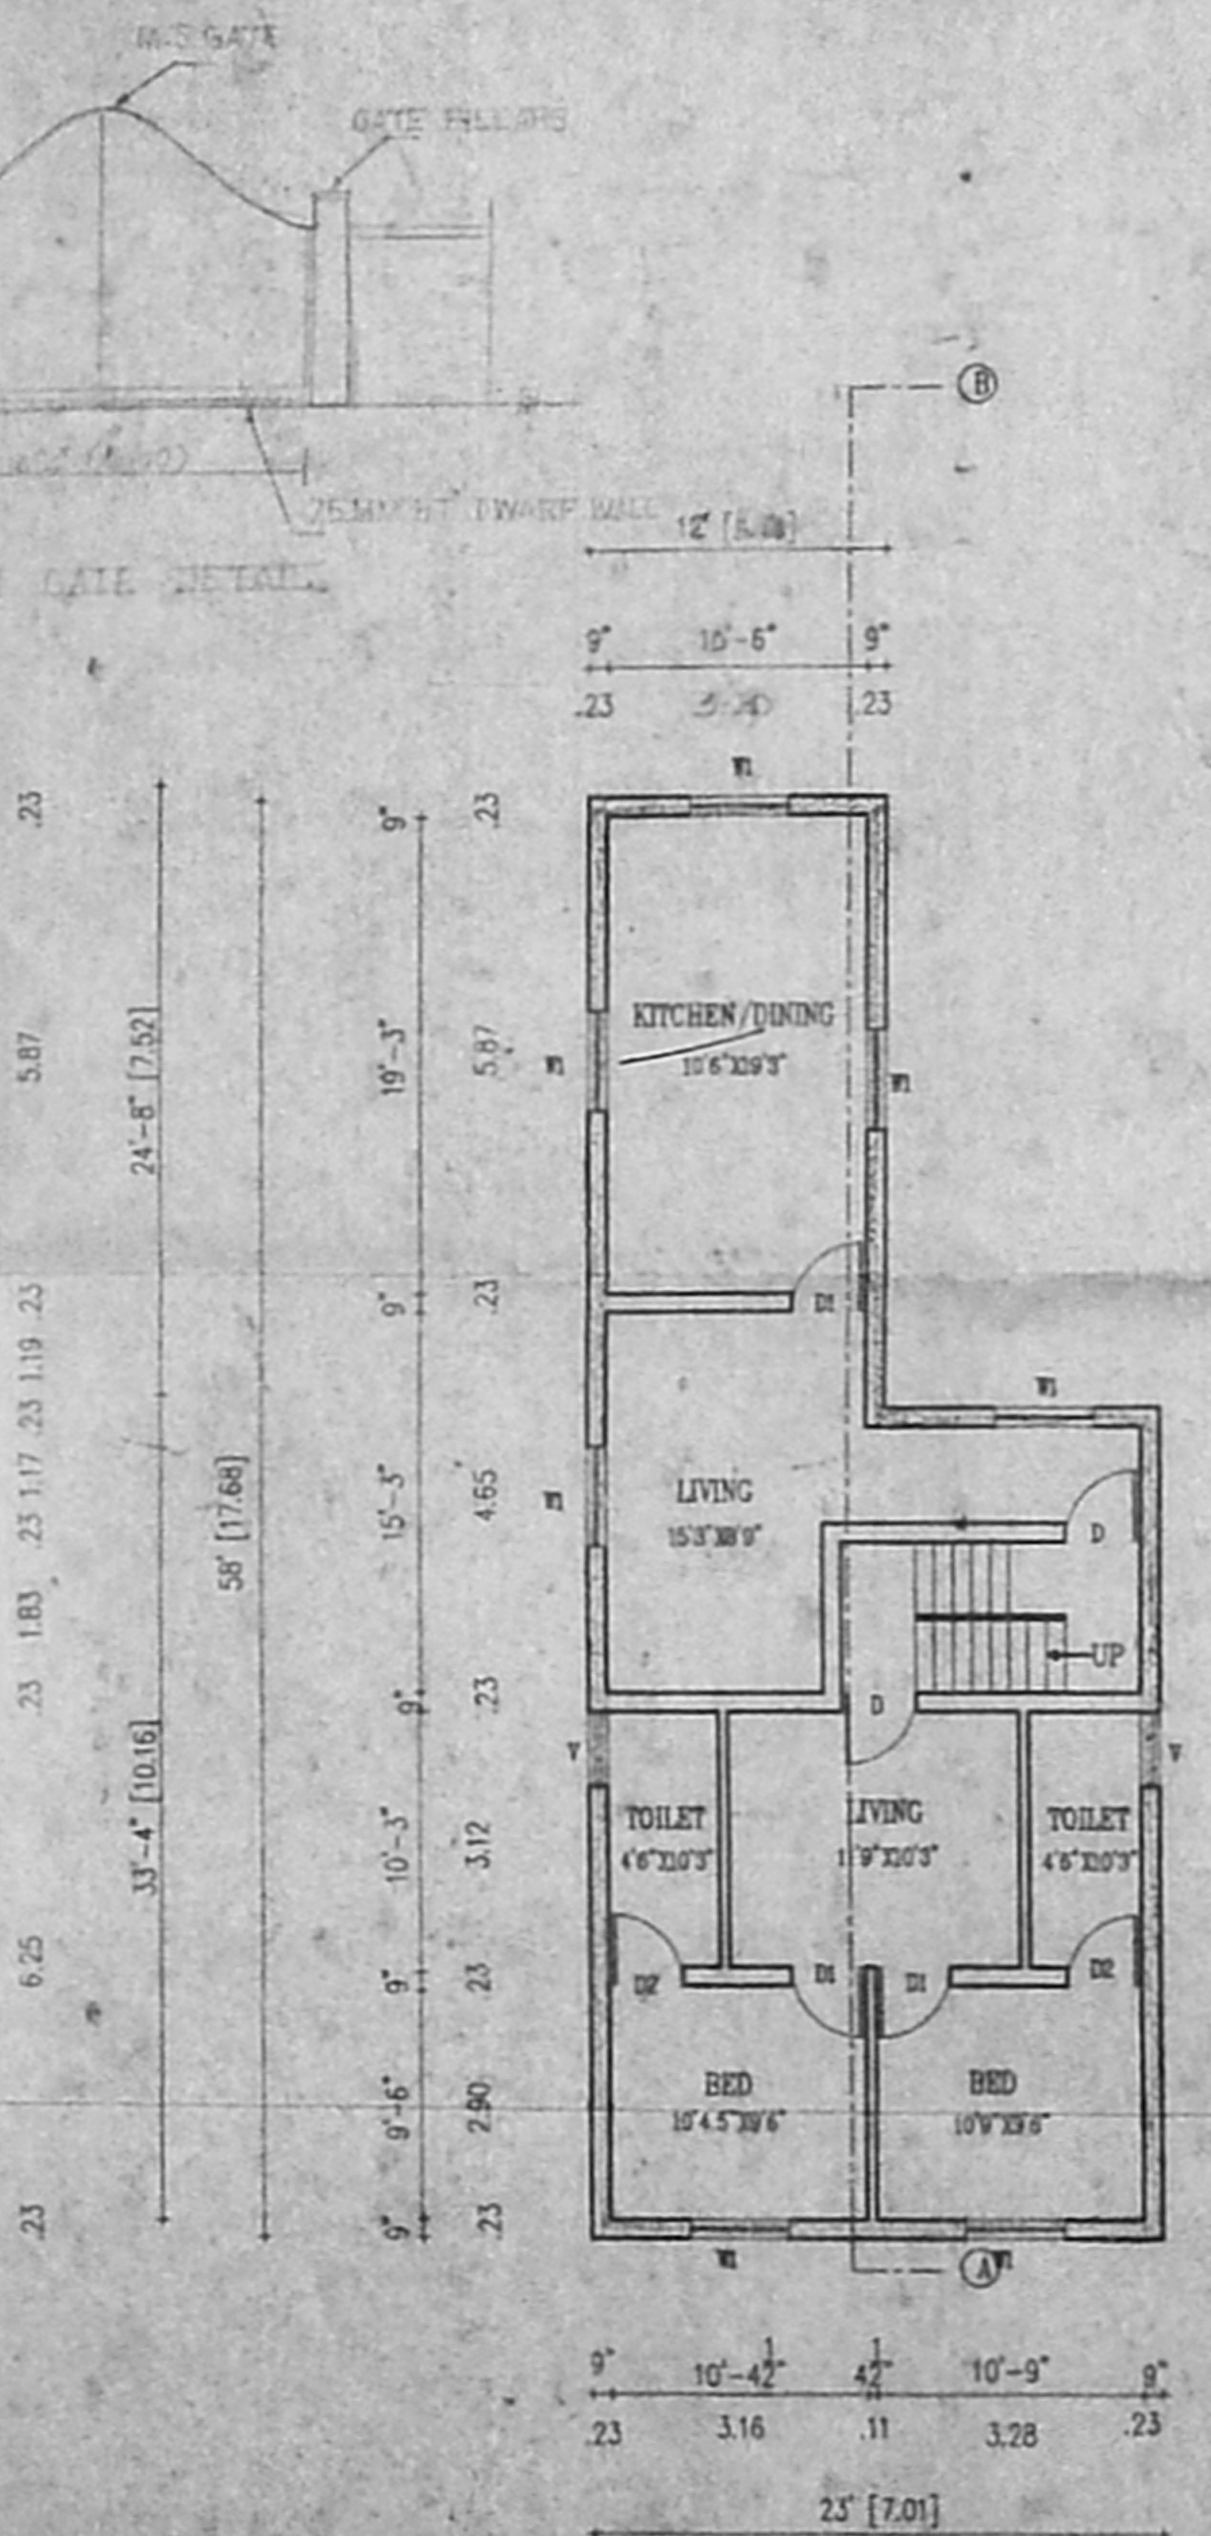 M.S GATE
GATE PILLARS
DWARF WALL
GATE DETAIL
B
12'
9" 10'-6" 9"
.23 3.20 .23
W1
.23
9"
.23
KITCHEN/DINING
10'6"X19'3"
W1
W1
5.87
24'-8" [7.52]
19'-3"
5.87
.23
9"
.23
D1
1.19
.23
W1
1.17
.23
58' [17.68]
15'-3"
4.65
W1
LIVING
15'3"X8'9"
D
1.83
UP
.23
9"
.23
D
V
V
33'-4" [10.16]
10'-3"
3.12
TOILET
4'6"X10'3"
LIVING
TOILET
4'6"X10'3"
6.25
9"
.23
D2
D1
D1
D2
9'-6"
2.90
BED
10'4.5"X9'6"
BED
10'9"X9'6"
.23
9"
.23
W1
A
W1
9" 10'-4½" 4½" 10'-9" 9"
.23 3.16 .11 3.28 .23
23' [7.01]